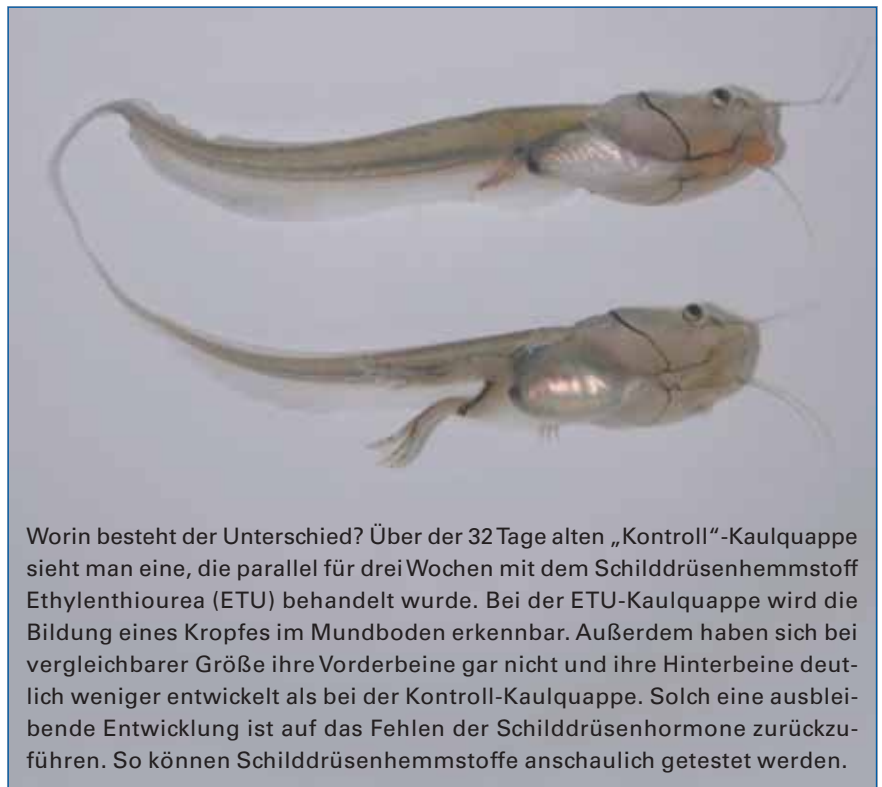 Worin besteht der Unterschied? Über der 32 Tage alten „Kontroll“-Kaulquappe
sieht man eine, die parallel für drei Wochen mit dem Schilddrüsenhemmstoff
Ethylenthiourea (ETU) behandelt wurde. Bei der ETU-Kaulquappe wird die
Bildung eines Kropfes im Mundboden erkennbar. Außerdem haben sich bei
vergleichbarer Größe ihre Vorderbeine gar nicht und ihre Hinterbeine deut-
lich weniger entwickelt als bei der Kontroll-Kaulquappe. Solch eine ausblei-
bende Entwicklung ist auf das Fehlen der Schilddrüsenhormone zurückzu-
führen. So können Schilddrüsenhemmstoffe anschaulich getestet werden.